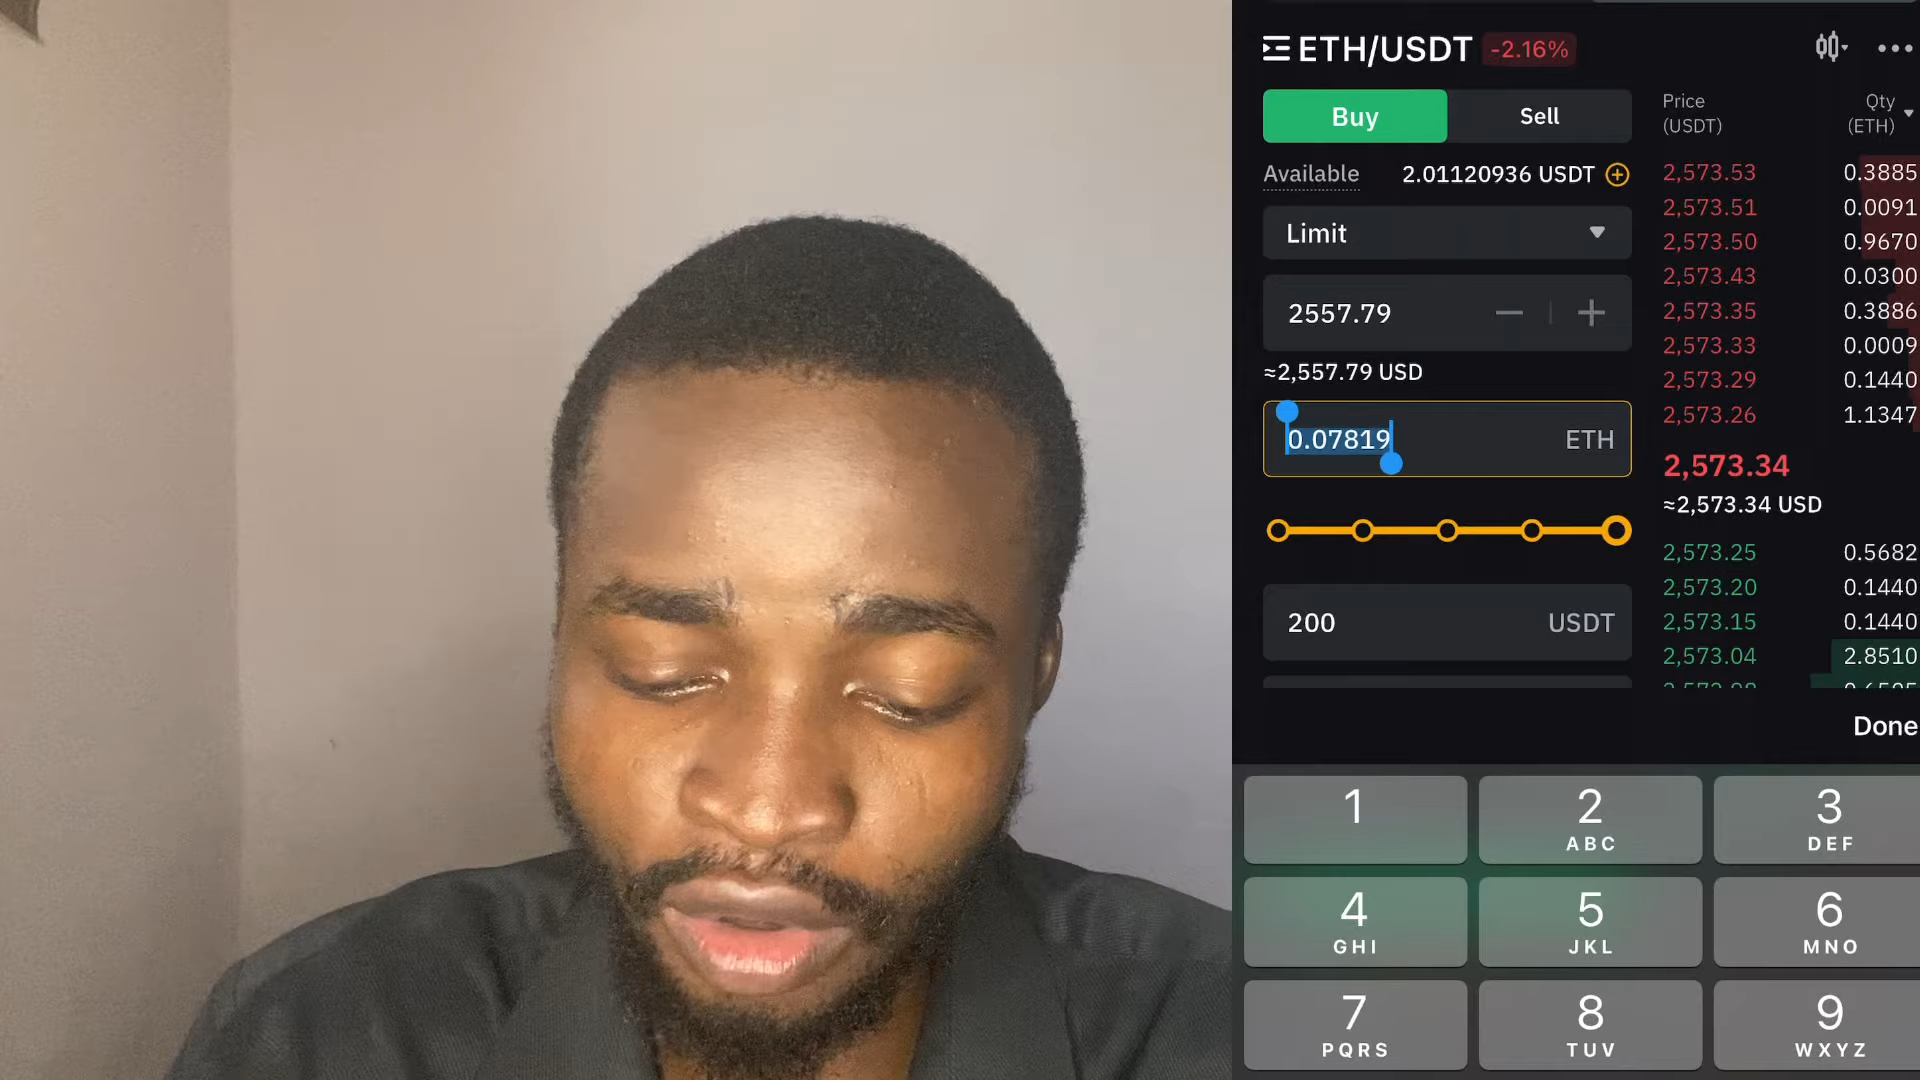 ETH/USDT -2.16%
Buy
Sell
Available 2.01120936 USDT
Limit
2557.79
≈2,557.79 USD
0.07819 ETH
200 USDT
Price
(USDT)
Qty
(ETH)
2,573.53 0.3885
2,573.51 0.0091
2,573.50 0.9670
2,573.43 0.0300
2,573.35 0.3886
2,573.33 0.0009
2,573.29 0.1440
2,573.26 1.1347
2,573.34
≈2,573.34 USD
2,573.25 0.5682
2,573.20 0.1440
2,573.15 0.1440
2,573.04 2.8510
Done
1
2
ABC
3
DEF
4
GHI
5
JKL
6
MNO
7
PQRS
8
TUV
9
WXYZ